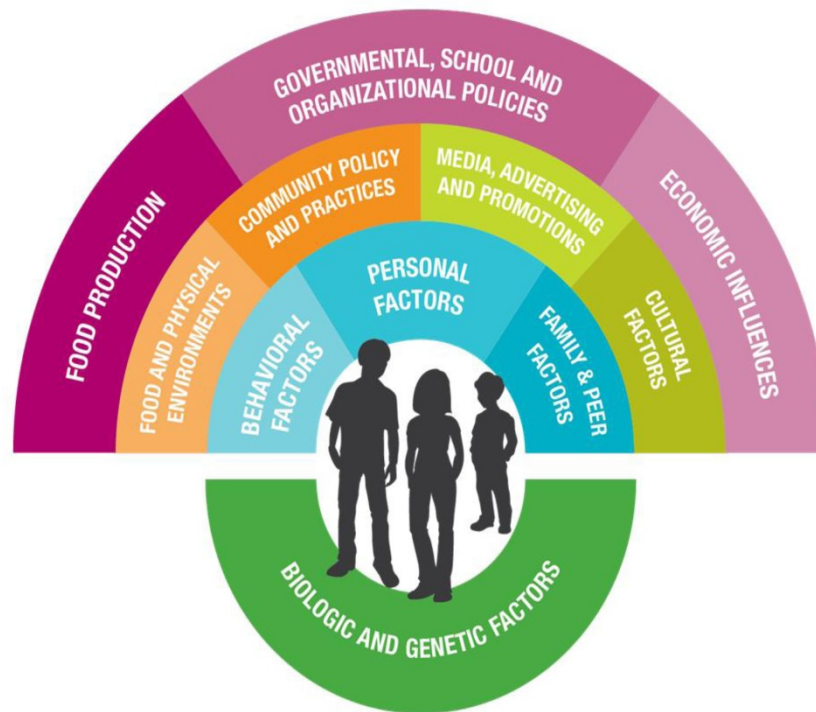 GOVERNMENTAL, SCHOOL AND
ORGANIZATIONAL POLICIES
FOOD PRODUCTION
ECONOMIC INFLUENCES
COMMUNITY POLICY
AND PRACTICES
MEDIA, ADVERTISING
AND PROMOTIONS
FOOD AND PHYSICAL
ENVIRONMENTS
CULTURAL
FACTORS
BEHAVIORAL
FACTORS
PERSONAL
FACTORS
FAMILY & PEER
FACTORS
BIOLOGIC AND GENETIC FACTORS